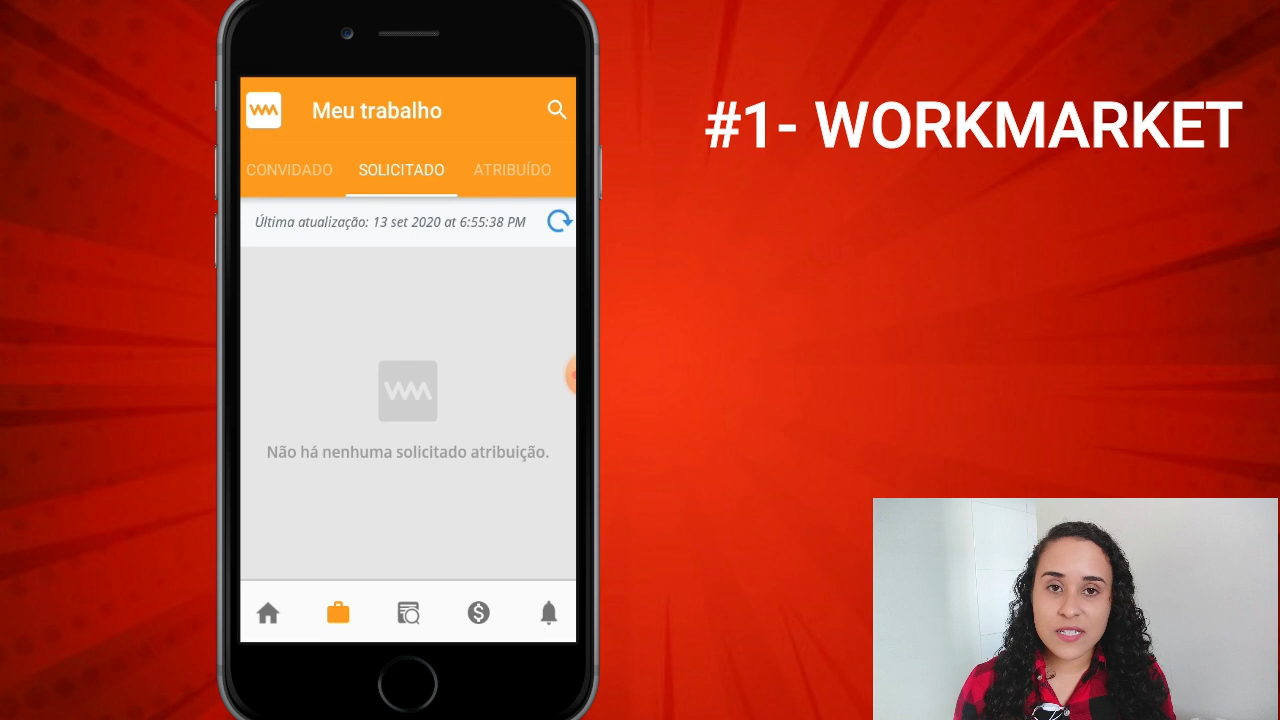 #1- WORKMARKET
Meu trabalho
CONVIDADO SOLICITADO ATRIBUÍDO
Última atualização: 13 set 2020 at 6:55:38 PM
Não há nenhuma solicitado atribuição.